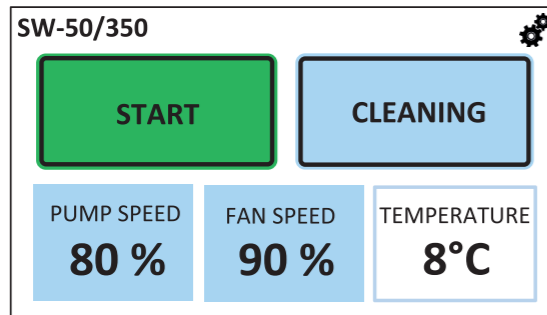 SW-50/350
START
CLEANING
PUMP SPEED
80 %
FAN SPEED
90 %
TEMPERATURE
8°C